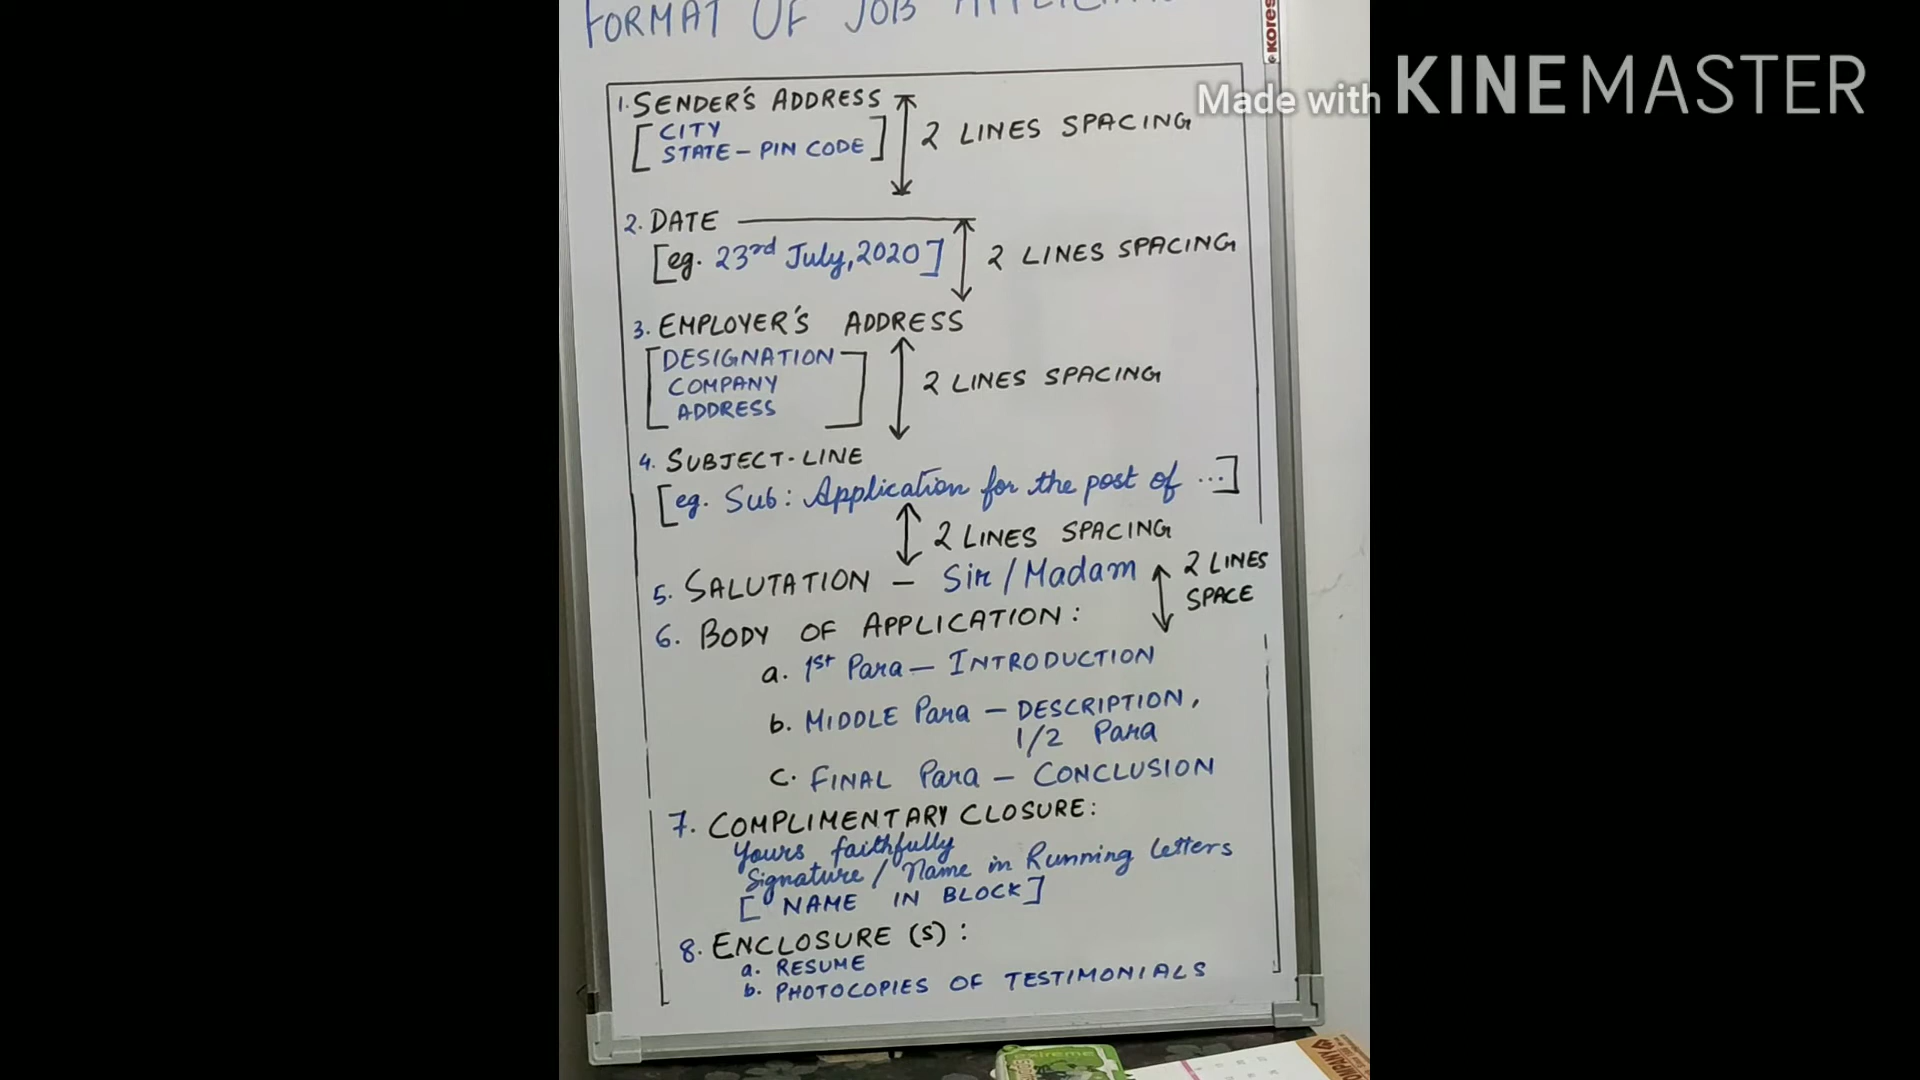 FORMAT OF JOB
KORES
Made with KINEMASTER
1. SENDER'S ADDRESS
[CITY
STATE - PIN CODE] 2 LINES SPACING
2. DATE
[eg. 23rd July, 2020] 2 LINES SPACING
3. EMPLOYER'S ADDRESS
[DESIGNATION
COMPANY
ADDRESS] 2 LINES SPACING
4. SUBJECT-LINE
[eg. Sub: Application for the post of ...]
2 LINES SPACING
5. SALUTATION - Sir/Madam 2 LINES SPACE
6. BODY OF APPLICATION:
a. 1st Para - INTRODUCTION
b. MIDDLE Para - DESCRIPTION,
1/2 Para
c. FINAL Para - CONCLUSION
7. COMPLIMENTARY CLOSURE:
Yours faithfully
Signature / Name in Running letters
[NAME IN BLOCK]
8. ENCLOSURE (S):
a. RESUME
b. PHOTOCOPIES OF TESTIMONIALS
extreme